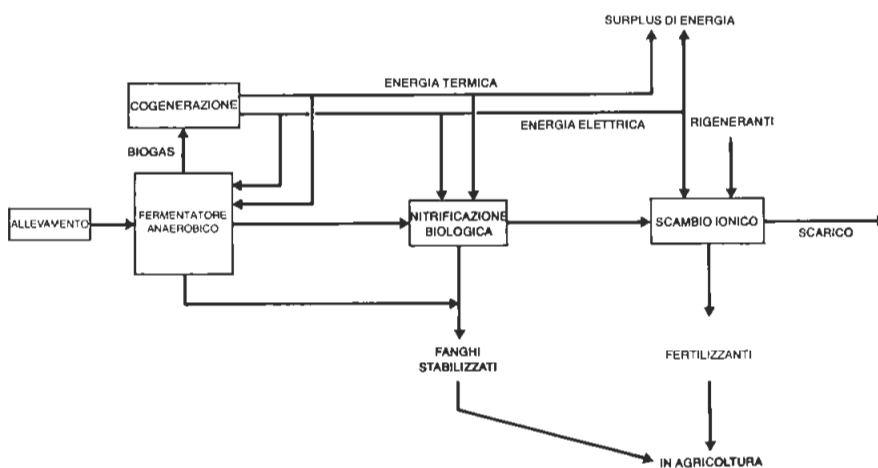 SURPLUS DI ENERGIA
ENERGIA TERMICA
COGENERAZIONE
ENERGIA ELETTRICA
RIGENERANTI
BIOGAS
ALLEVAMENTO
FERMENTATORE
ANAEROBICO
NITRIFICAZIONE
BIOLOGICA
SCAMBIO IONICO
SCARICO
FANGHI
STABILIZZATI
FERTILIZZANTI
IN AGRICOLTURA